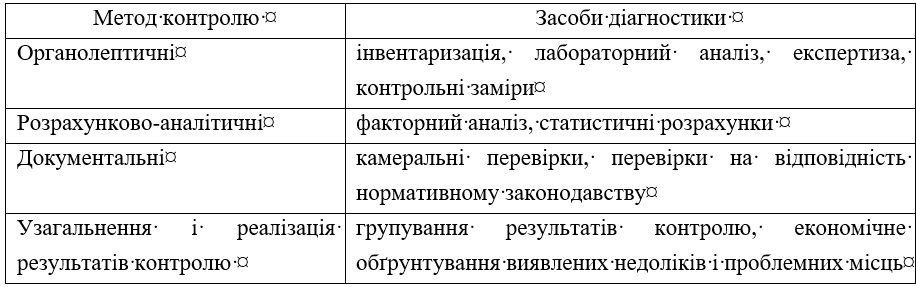 Метод контролю
Засоби діагностики
Органолептичні
інвентаризація, лабораторний аналіз, експертиза,
контрольні заміри
Розрахунково-аналітичні
факторний аналіз, статистичні розрахунки
Документальні
камеральні перевірки, перевірки на відповідність
нормативному законодавству
Узагальнення і реалізація
результатів контролю
групування результатів контролю, економічне
обґрунтування виявлених недоліків і проблемних місць